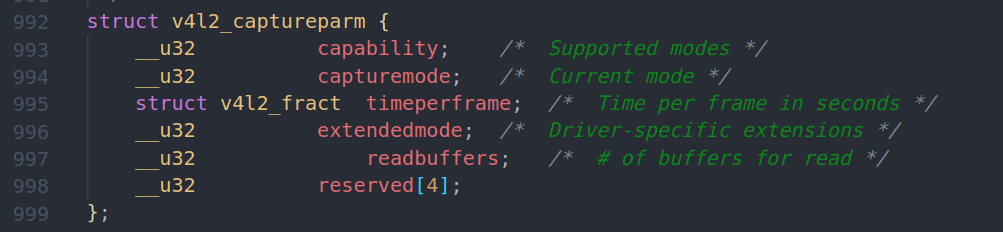 992 struct v4l2_captureparm {
993 __u32 capability; /* Supported modes */
994 __u32 capturemode; /* Current mode */
995 struct v4l2_fract timeperframe; /* Time per frame in seconds */
996 __u32 extendedmode; /* Driver-specific extensions */
997 __u32 readbuffers; /* # of buffers for read */
998 __u32 reserved[4];
999 };